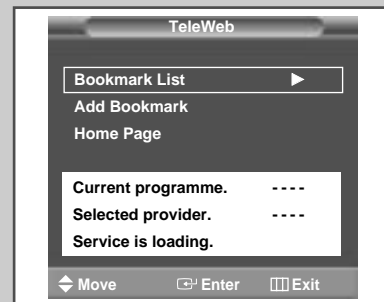 TeleWeb
Bookmark List
Add Bookmark
Home Page
Current programme. ----
Selected provider. ----
Service is loading.
Move Enter Exit